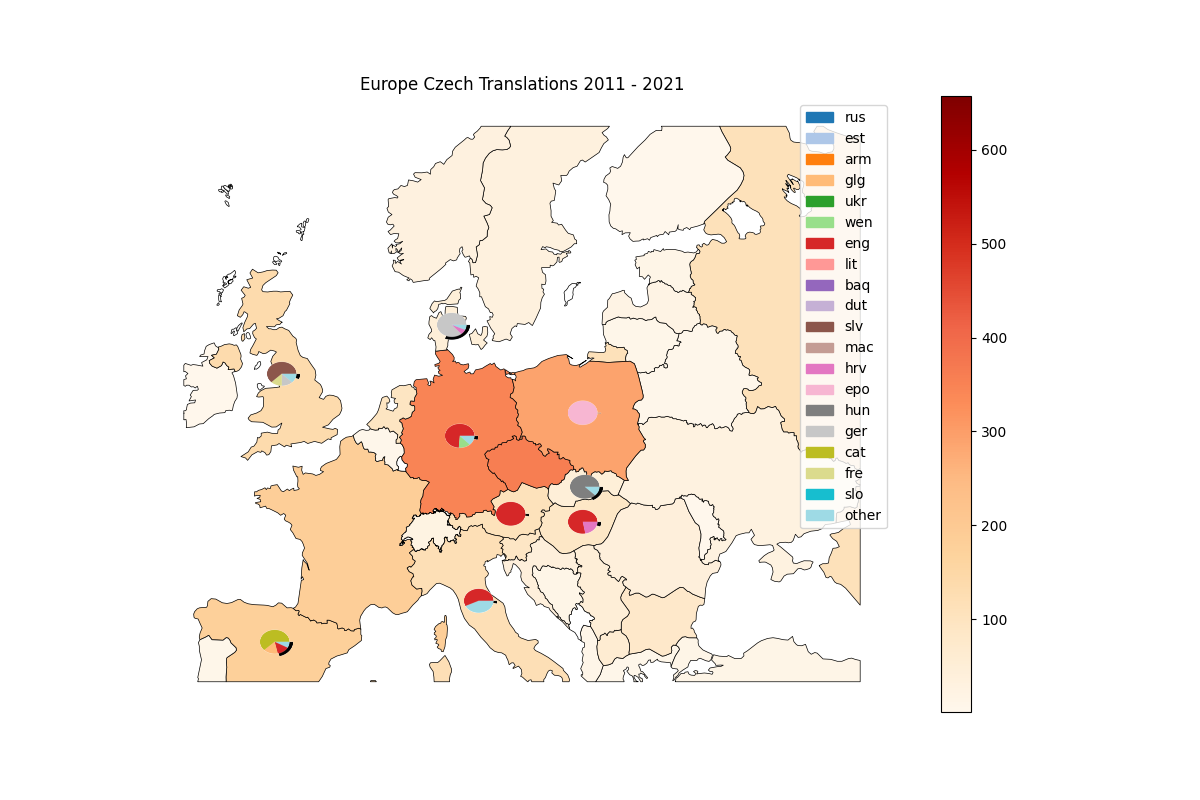 Europe Czech Translations 2011 - 2021
rus
est
arm
glg
ukr
wen
eng
lit
baq
dut
slv
mac
hrv
epo
hun
ger
cat
fre
slo
other
600
500
400
300
200
100